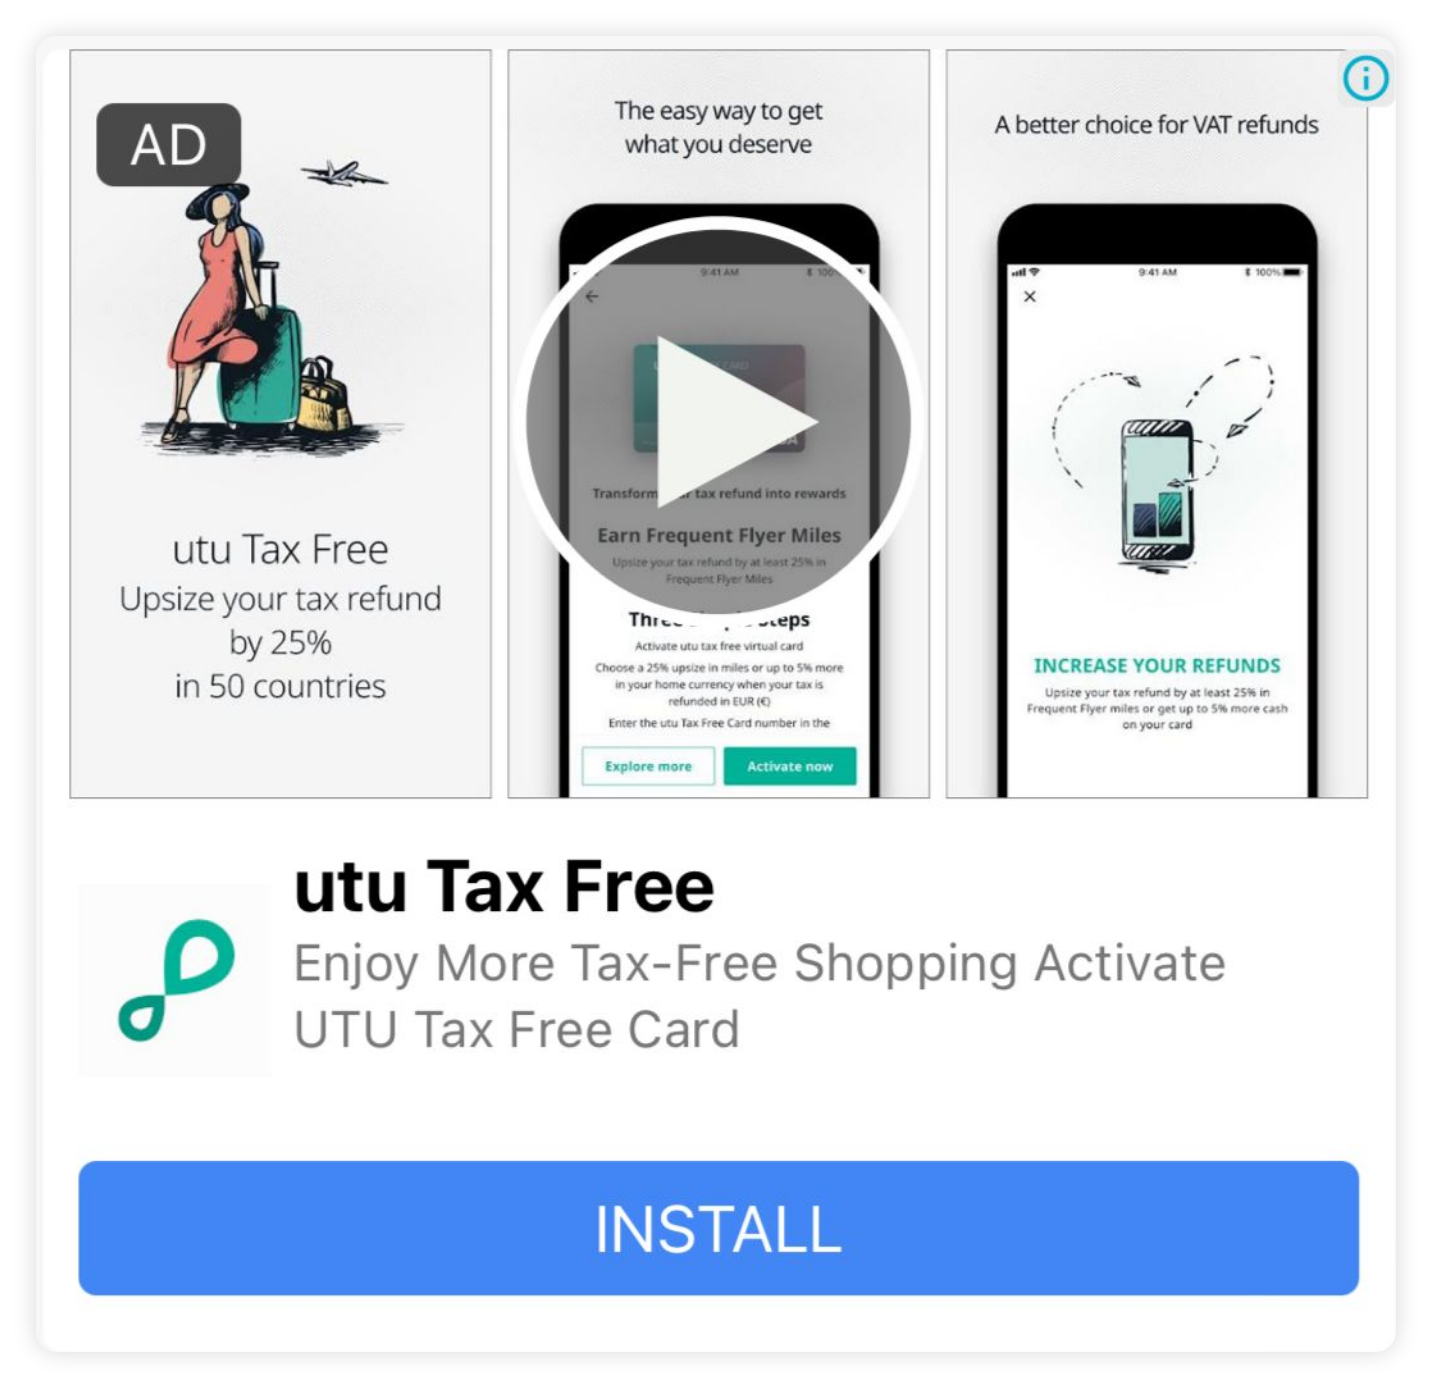 AD
utu Tax Free
Upsize your tax refund
by 25%
in 50 countries
The easy way to get
what you deserve
9:41 AM
CARD
Transform tax refund into rewards
Earn Frequent Flyer Miles
Upsize your tax refund by at least 25% in
Frequent Flyer Miles
Activate utu tax free virtual card
Choose a 25% upsize in miles or up to 5% more
in your home currency when your tax is
refunded in EUR (€)
Enter the utu Tax Free Card number in the
Explore more
Activate now
A better choice for VAT refunds
9:41 AM
100%
INCREASE YOUR REFUNDS
Upsize your tax refund by at least 25% in
Frequent Flyer miles or get up to 5% more cash
on your card
utu Tax Free
Enjoy More Tax-Free Shopping Activate
UTU Tax Free Card
INSTALL